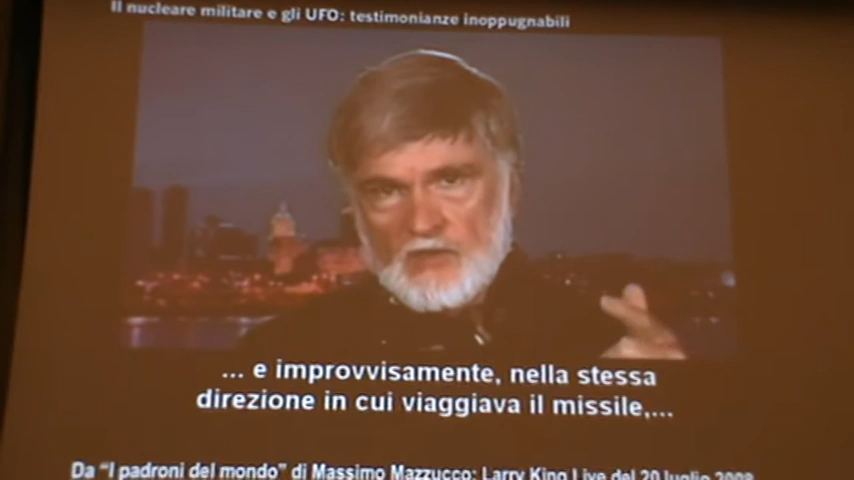 Il nucleare militare e gli UFO: testimonianze inoppugnabili
... e improvvisamente, nella stessa
direzione in cui viaggiava il missile,...
Da "I padroni del mondo" di Massimo Mazzucco: Larry King Live del 20 luglio 2008